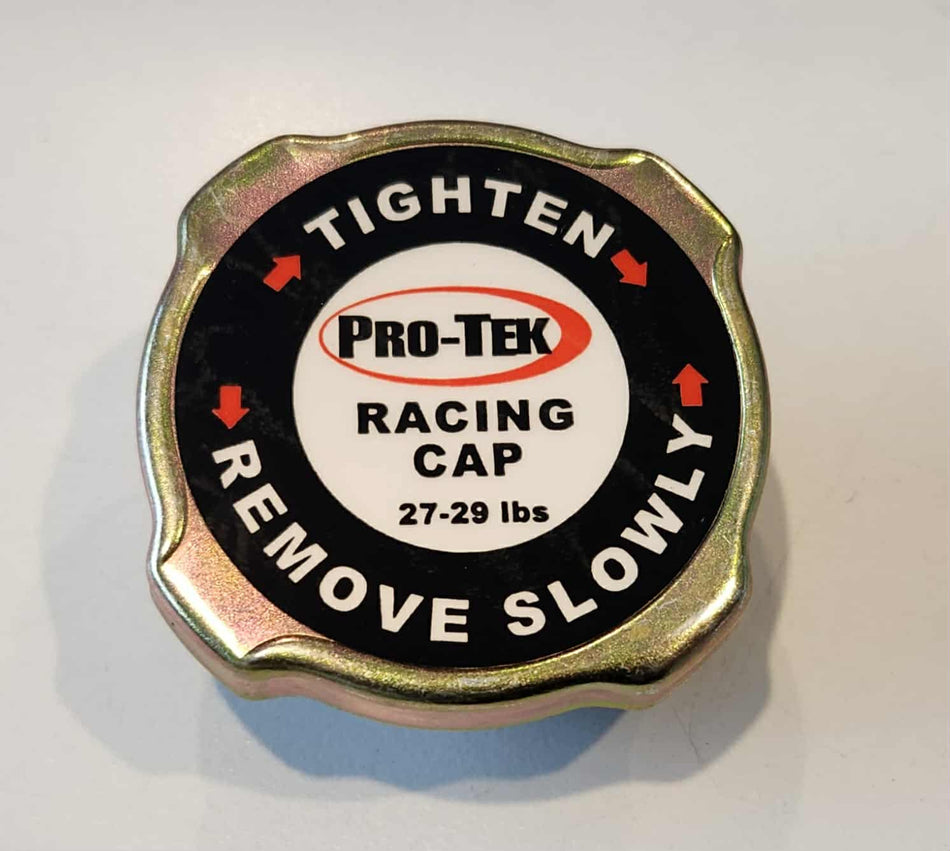 TIGHTEN
PRO-TEK
RACING
CAP
27-29 lbs
REMOVE SLOWLY